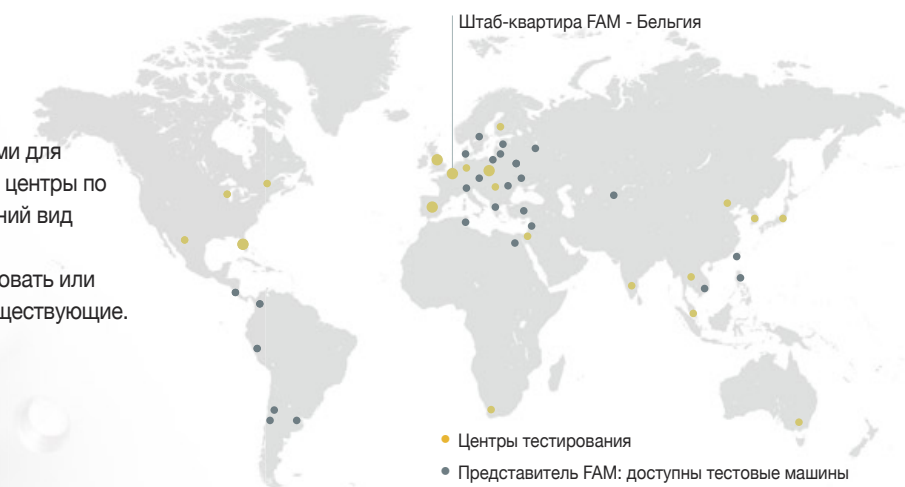 Штаб-квартира FAM - Бельгия
ми для
центры по
ний вид
овать или
ществующие.
Центры тестирования
Представитель FAM: доступны тестовые машины